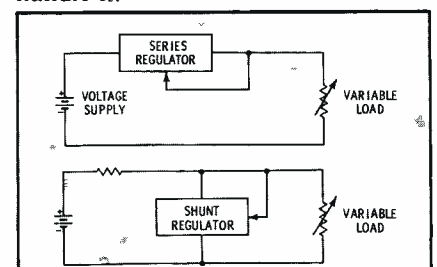 SERIES
REGULATOR
VOLTAGE
SUPPLY
VARIABLE
LOAD
SHUNT
REGULATOR
VARIABLE
LOAD